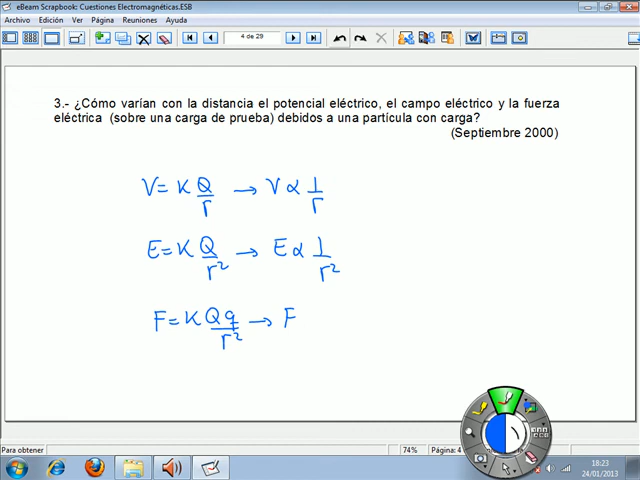 eBeam Scrapbook: Cuestiones Electromagnéticas.ESB
Archivo Edición Ver Página Reuniones Ayuda
4 de 29
3.- ¿Cómo varían con la distancia el potencial eléctrico, el campo eléctrico y la fuerza
eléctrica (sobre una carga de prueba) debidos a una partícula con carga?
(Septiembre 2000)
V = K Q/r → V ∝ 1/r
E = K Q/r² → E ∝ 1/r²
F = K Qq/r² → F
Para obtener
74%
Página: 4
18:23
24/01/2013